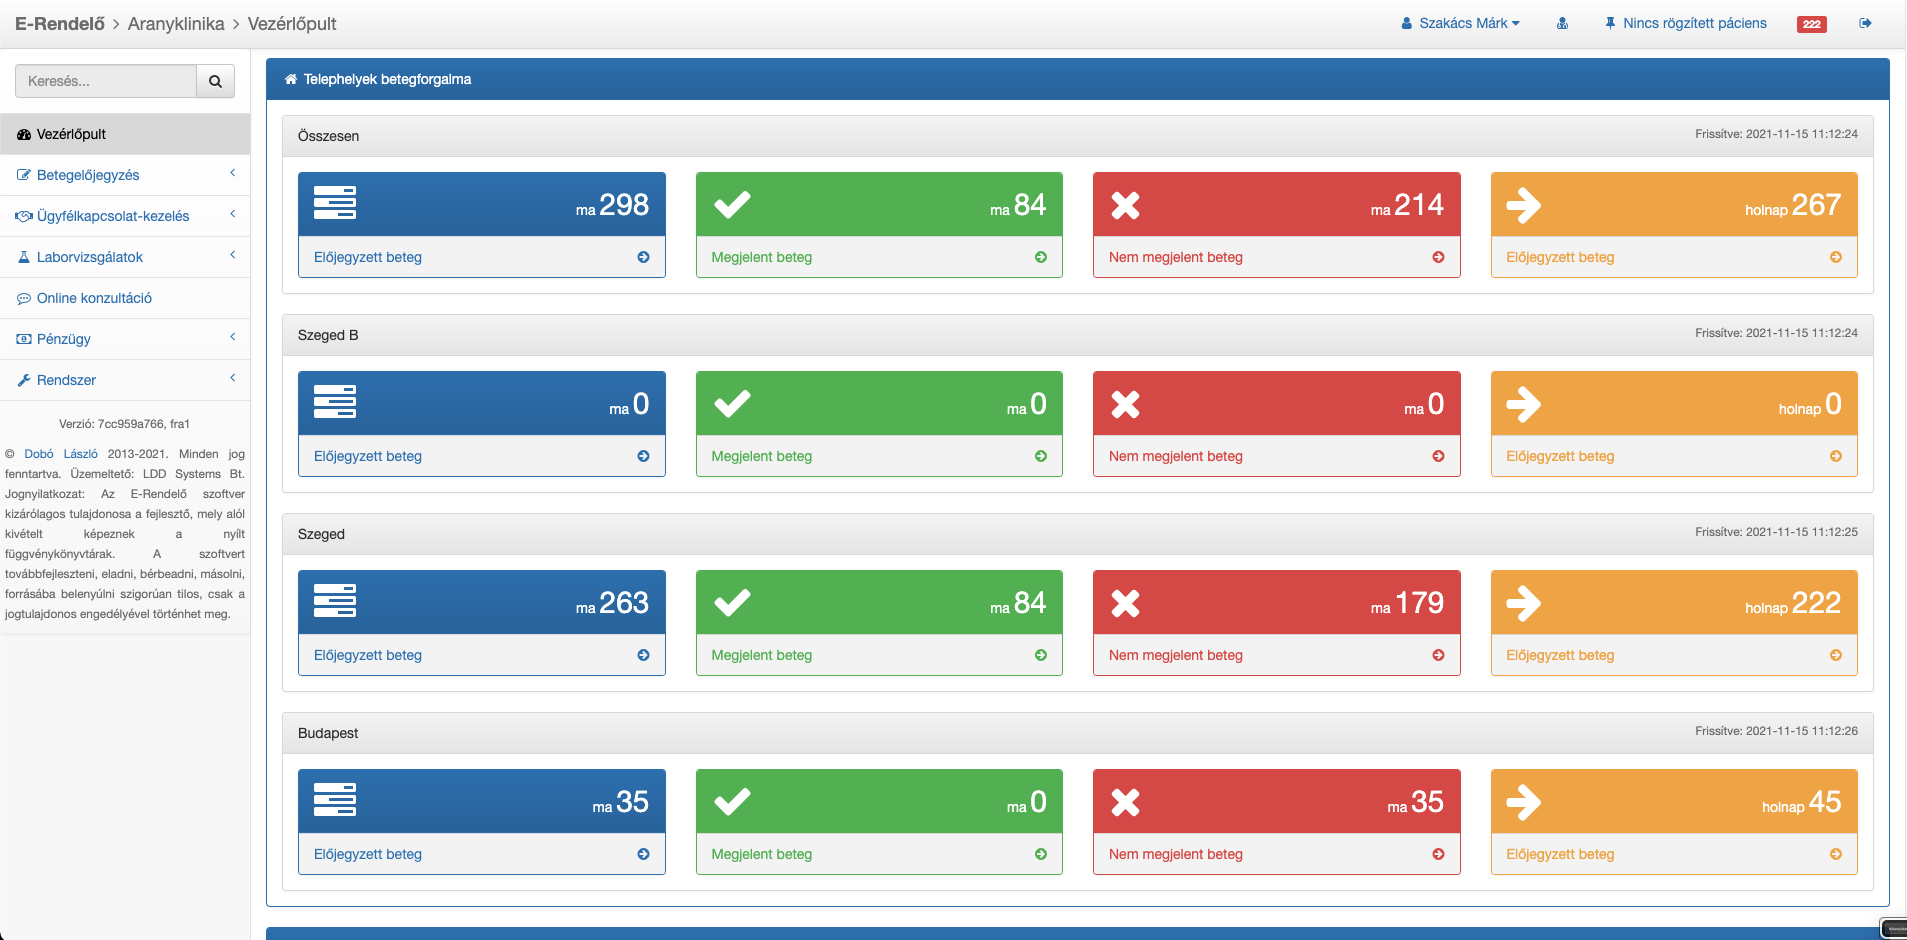 E-Rendelő > Aranyklinika > Vezérlőpult
Szakács Márk
Nincs rögzített páciens
222
Keresés...
Vezérlőpult
Betegelőjegyzés
Ügyfélkapcsolat-kezelés
Laborvizsgálatok
Online konzultáció
Pénzügy
Rendszer
Verzió: 7cc959a766, fra1
© Dobó László 2013-2021. Minden jog
fenntartva. Üzemeltető: LDD Systems Bt.
Jognyilatkozat: Az E-Rendelő szoftver
kizárólagos tulajdonosa a fejlesztő, mely alól
kivételt képeznek a nyílt
függvénykönyvtárak. A szoftvert
továbbfejleszteni, eladni, bérbeadni, másolni,
forrásába belenyúlni szigorúan tilos, csak a
jogtulajdonos engedélyével történhet meg.
Telephelyek betegforgalma
Összesen
Frissítve: 2021-11-15 11:12:24
ma 298
Előjegyzett beteg
ma 84
Megjelent beteg
ma 214
Nem megjelent beteg
holnap 267
Előjegyzett beteg
Szeged B
Frissítve: 2021-11-15 11:12:24
ma 0
Előjegyzett beteg
ma 0
Megjelent beteg
ma 0
Nem megjelent beteg
holnap 0
Előjegyzett beteg
Szeged
Frissítve: 2021-11-15 11:12:25
ma 263
Előjegyzett beteg
ma 84
Megjelent beteg
ma 179
Nem megjelent beteg
holnap 222
Előjegyzett beteg
Budapest
Frissítve: 2021-11-15 11:12:26
ma 35
Előjegyzett beteg
ma 0
Megjelent beteg
ma 35
Nem megjelent beteg
holnap 45
Előjegyzett beteg